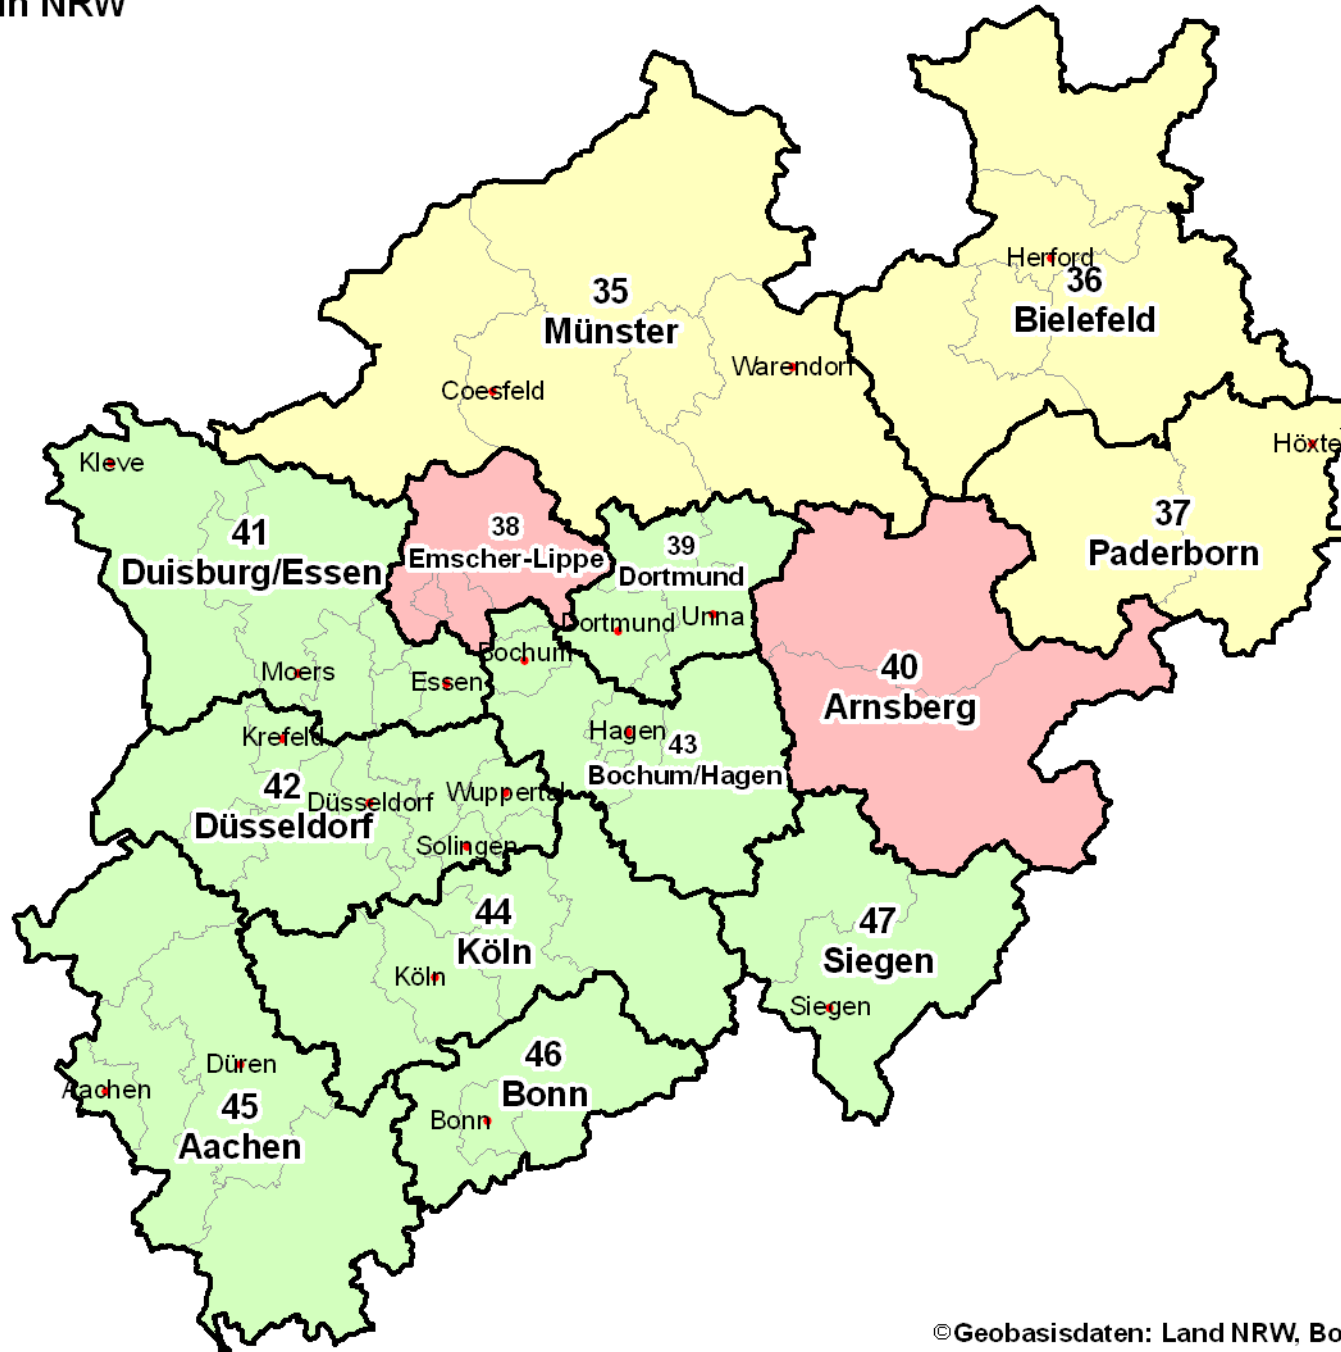 in NRW
Herford
36
Bielefeld
35
Münster
Warendorf
Coesfeld
Höxte
Kleve
37
Paderborn
41
Duisburg/Essen
38
Emscher-Lippe
39
Dortmund
Dortmund
Unna
Bochum
Moers
Essen
40
Arnsberg
Krefeld
Hagen
43
Bochum/Hagen
42
Düsseldorf
Düsseldorf
Wuppertal
Solingen
44
Köln
Köln
47
Siegen
Siegen
46
Bonn
Bonn
Düren
Aachen
45
Aachen
©Geobasisdaten: Land NRW, Bo